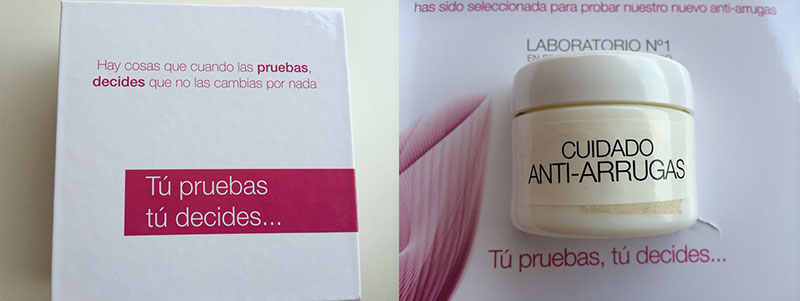 Hay cosas que cuando las pruebas,
decides que no las cambias por nada
Tú pruebas
tú decides...
has sido seleccionada para probar nuestro nuevo anti-arrugas
LABORATORIO Nº1
CUIDADO
ANTI-ARRUGAS
Tú pruebas, tú decides...